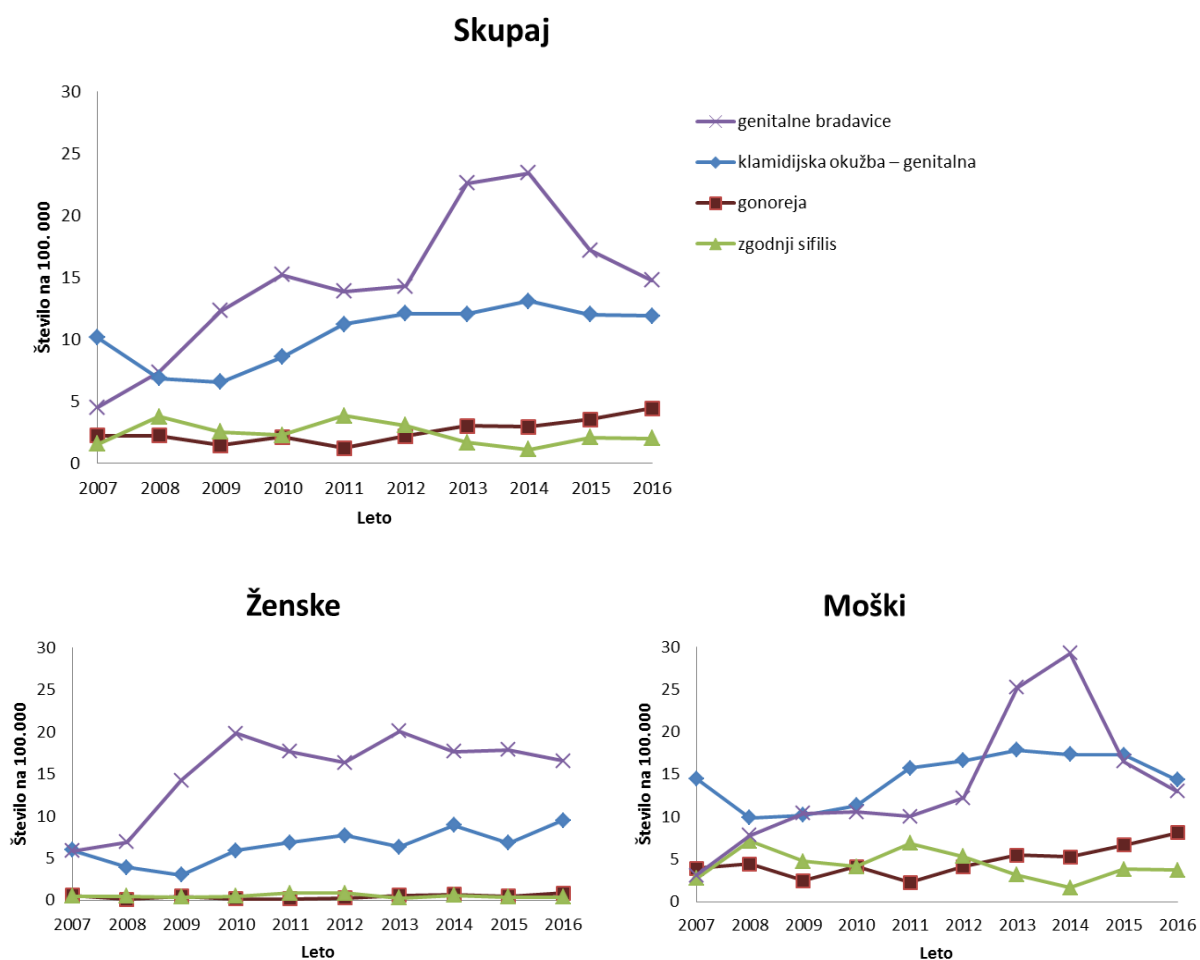 Skupaj
30
25
20
15
10
5
0
Število na 100. 000
2007 2008 2009 2010 2011 2012 2013 2014 2015 2016
Leto
genitalne bradavice
klamidijska okužba – genitalna
gonoreja
zgodnji sifilis
Ženske
30
25
20
15
10
5
0
Število na 100.000
2007 2008 2009 2010 2011 2012 2013 2014 2015 2016
Leto
Moški
30
25
20
15
10
5
0
Število na 100.000
2007 2008 2009 2010 2011 2012 2013 2014 2015 2016
Leto